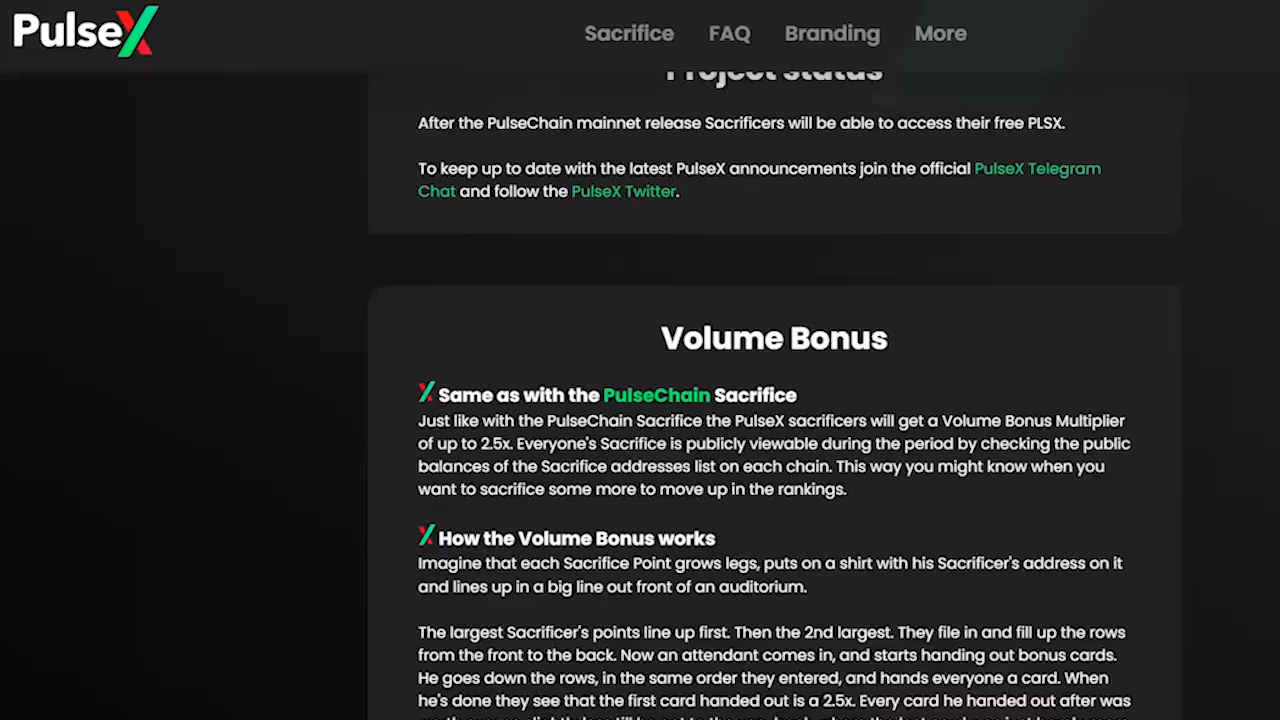 PulseX
Sacrifice FAQ Branding More
Project status
After the PulseChain mainnet release Sacrificers will be able to access their free PLSX.
To keep up to date with the latest PulseX announcements join the official PulseX Telegram
Chat and follow the PulseX Twitter.
Volume Bonus
Same as with the PulseChain Sacrifice
Just like with the PulseChain Sacrifice the PulseX sacrificers will get a Volume Bonus Multiplier
of up to 2.5x. Everyone's Sacrifice is publicly viewable during the period by checking the public
balances of the Sacrifice addresses list on each chain. This way you might know when you
want to sacrifice some more to move up in the rankings.
How the Volume Bonus works
Imagine that each Sacrifice Point grows legs, puts on a shirt with his Sacrificer's address on it
and lines up in a big line out front of an auditorium.
The largest Sacrificer's points line up first. Then the 2nd largest. They file in and fill up the rows
from the front to the back. Now an attendant comes in, and starts handing out bonus cards.
He goes down the rows, in the same order they entered, and hands everyone a card. When
he's done they see that the first card handed out is a 2.5x. Every card he handed out after was